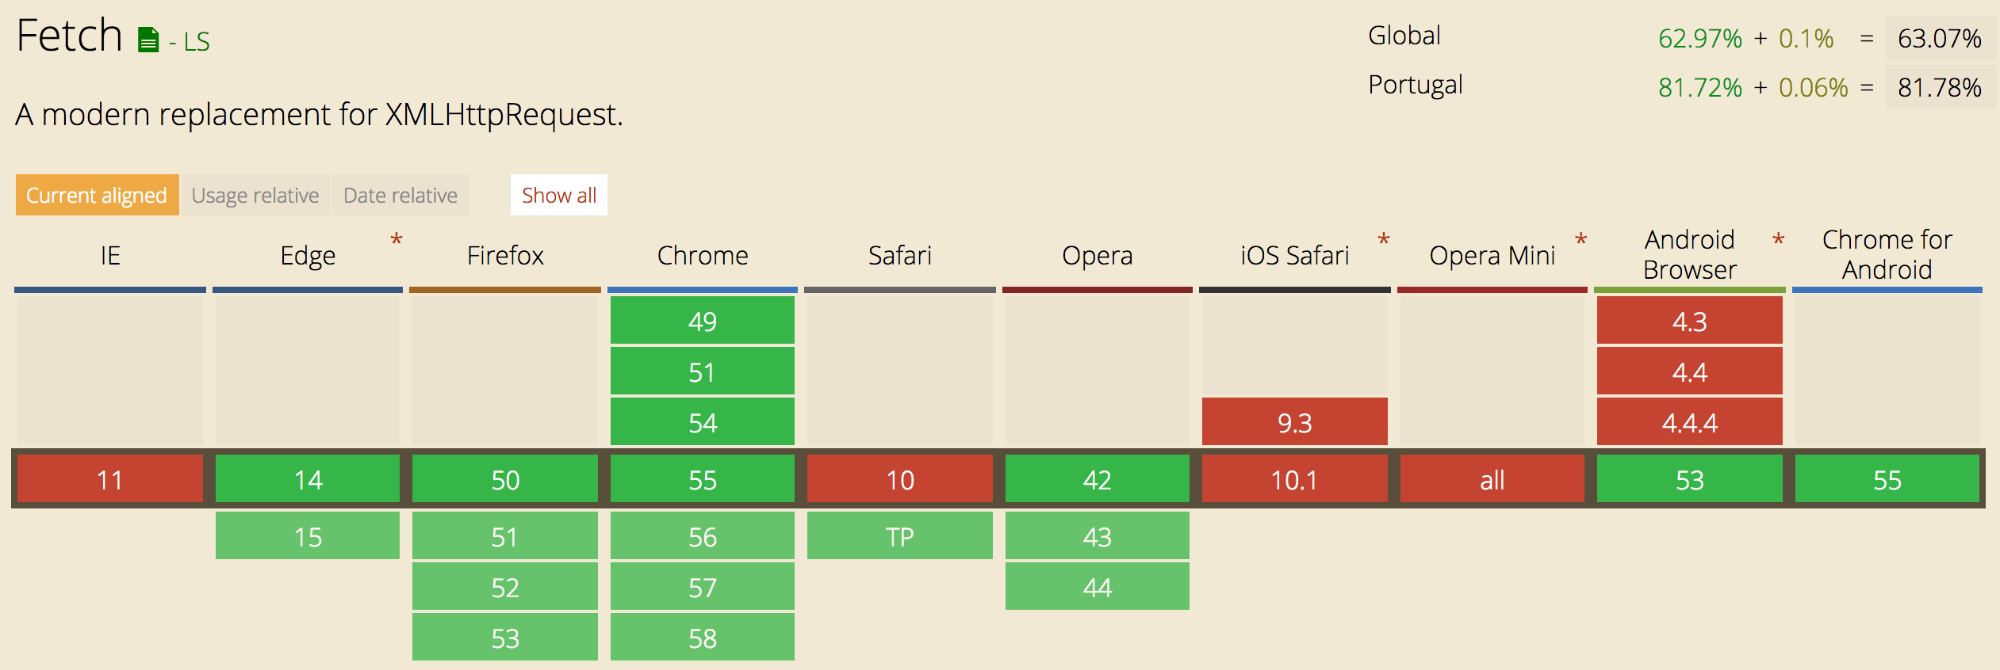 Fetch - LS
Global 62.97% + 0.1% = 63.07%
Portugal 81.72% + 0.06% = 81.78%
A modern replacement for XMLHttpRequest.
Current aligned Usage relative Date relative Show all
IE Edge * Firefox Chrome Safari Opera iOS Safari * Opera Mini * Android Browser * Chrome for Android
49 4.3
51 4.4
54 9.3 4.4.4
11 14 50 55 10 42 10.1 all 53 55
15 51 56 TP 43
52 57 44
53 58